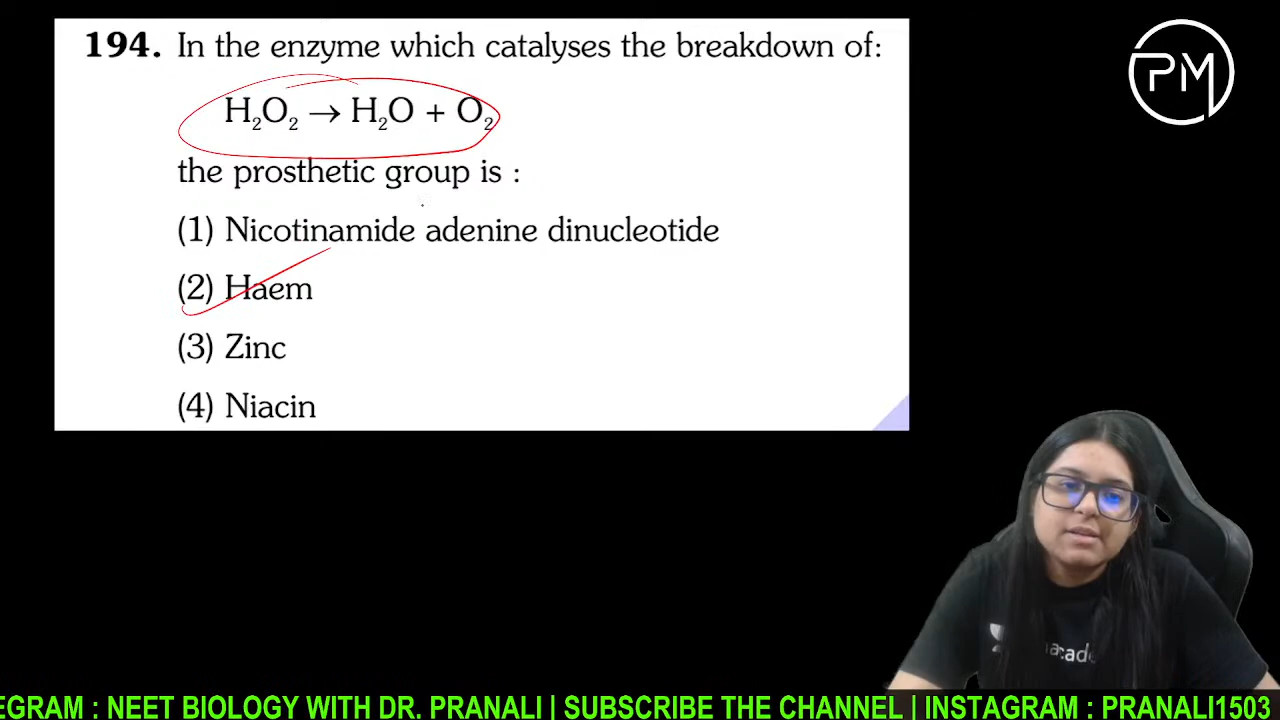 194. In the enzyme which catalyses the breakdown of:
PM
H₂O₂ → H₂O + O₂
the prosthetic group is :
(1) Nicotinamide adenine dinucleotide
(2) Haem
(3) Zinc
(4) Niacin
EGRAM : NEET BIOLOGY WITH DR. PRANALI | SUBSCRIBE THE CHANNEL | INSTAGRAM : PRANALI1503